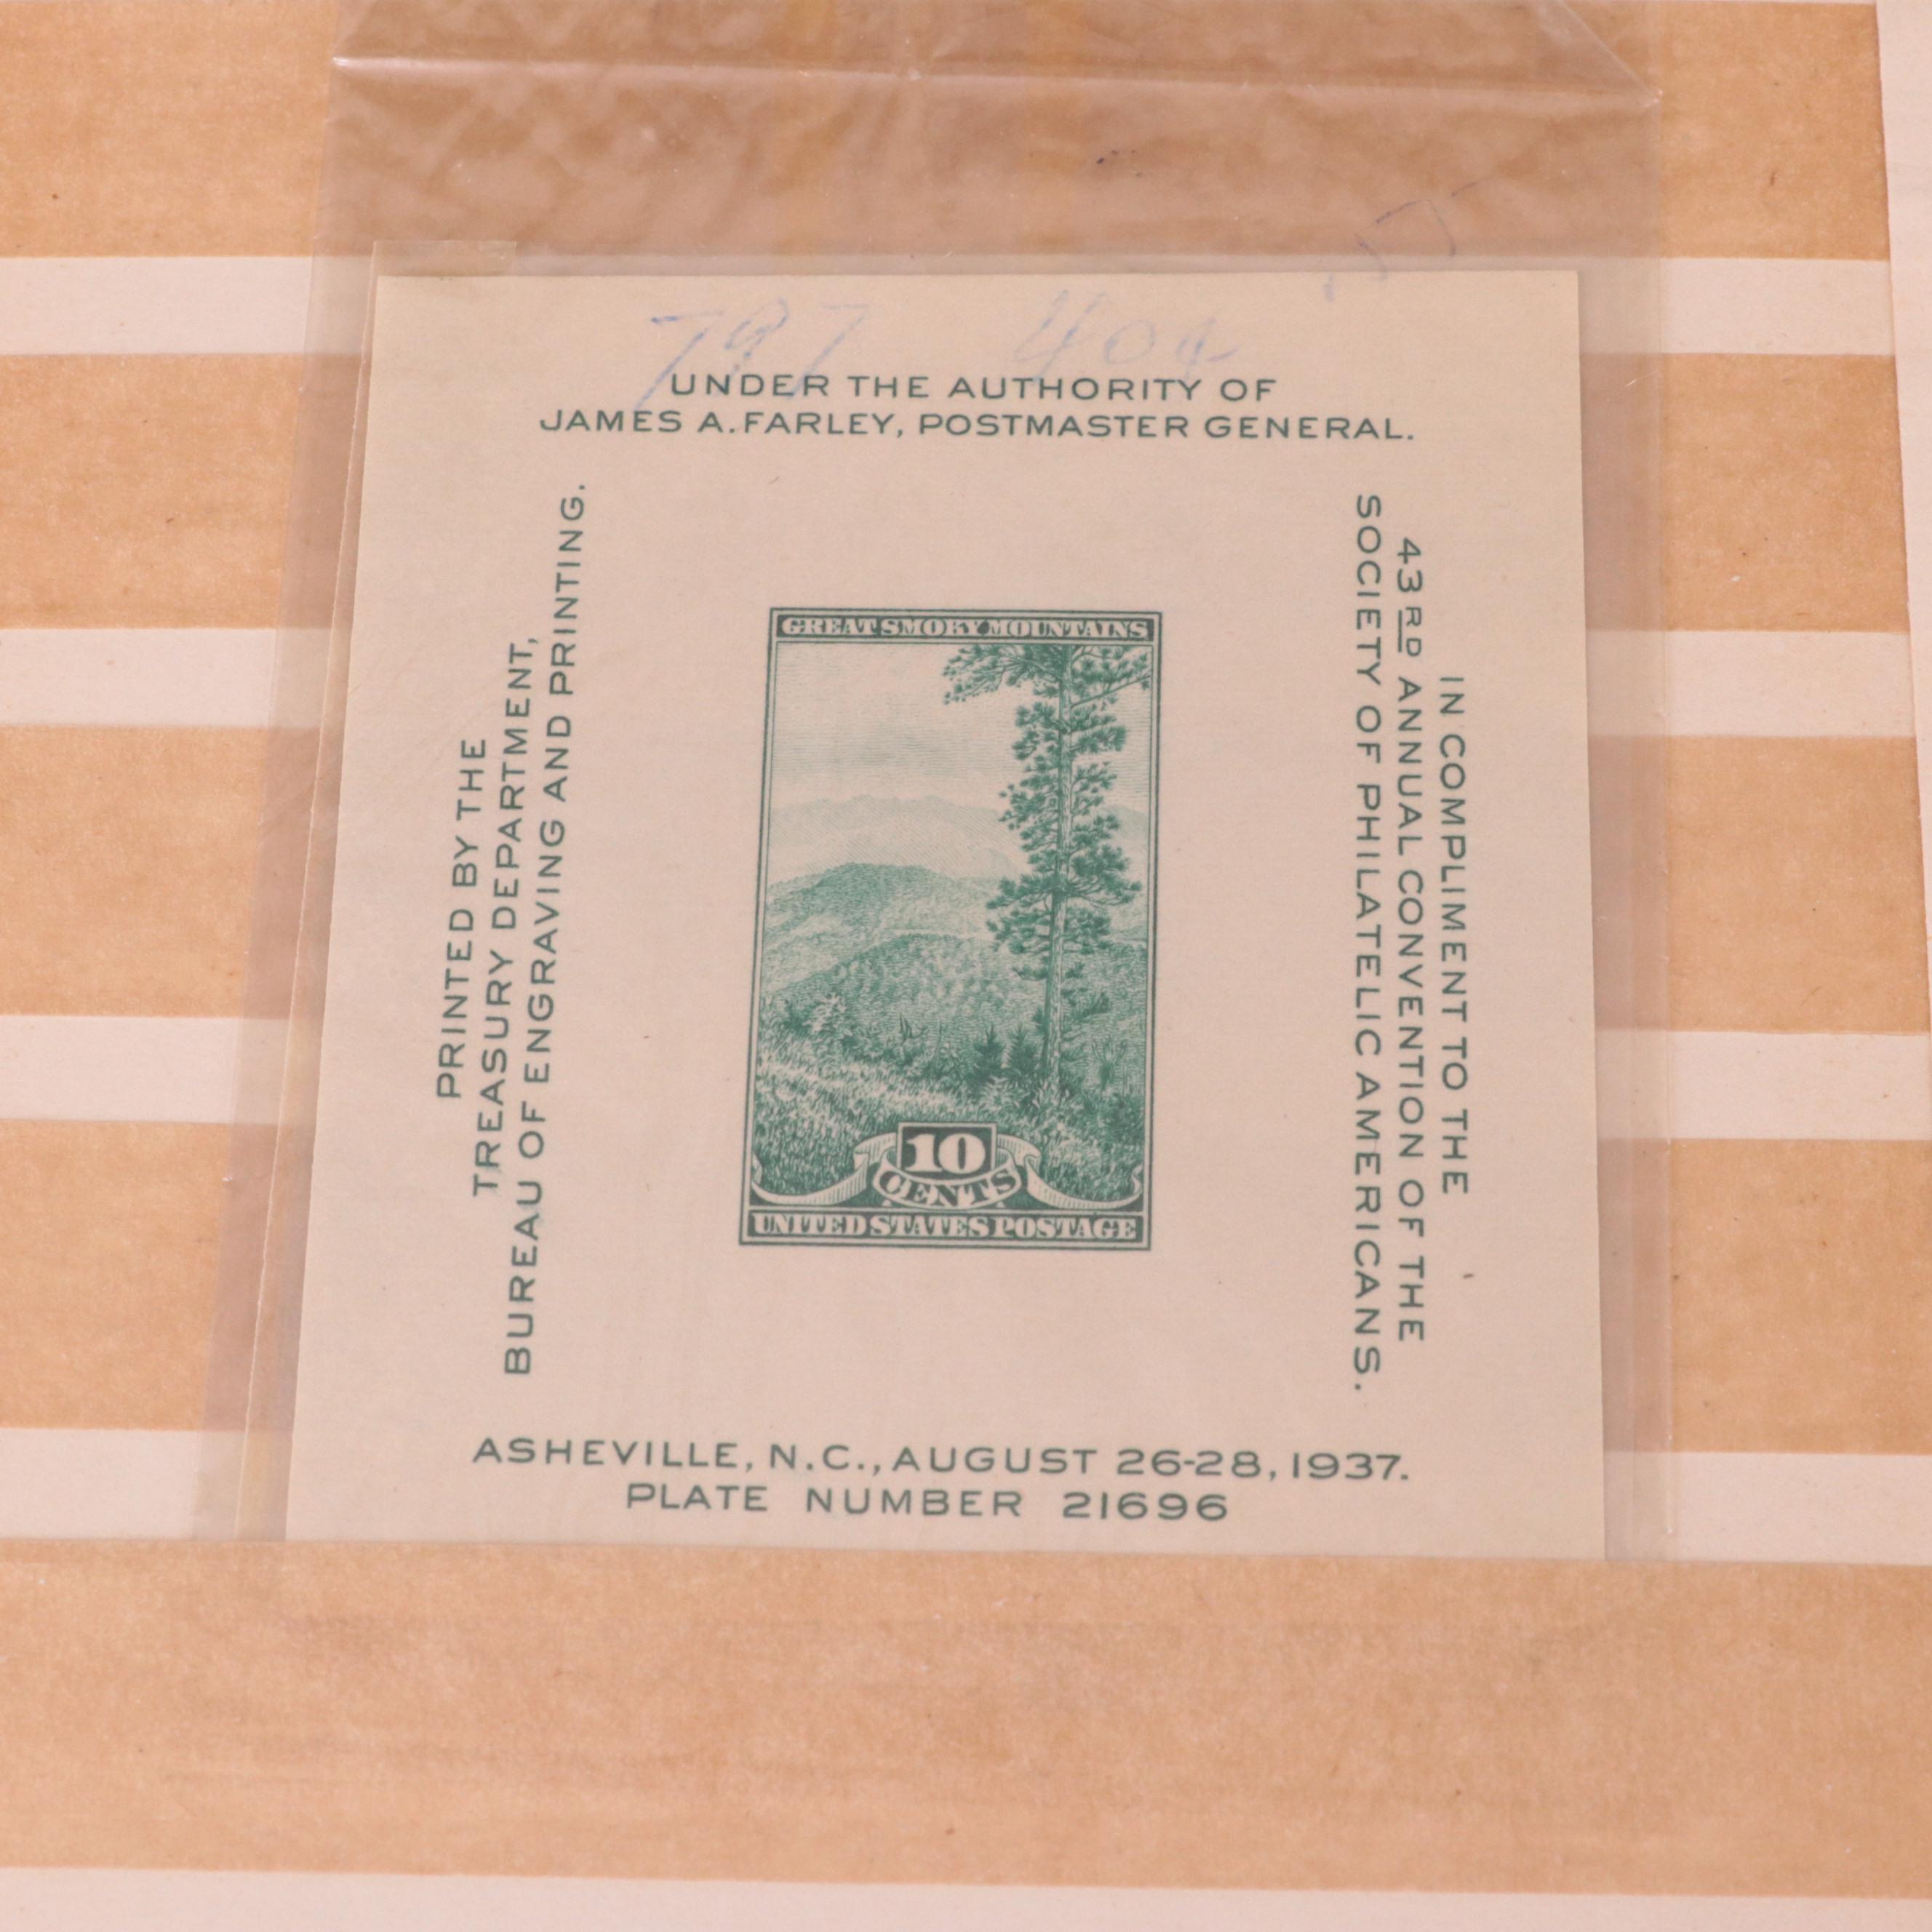 797 40¢
UNDER THE AUTHORITY OF
JAMES A. FARLEY, POSTMASTER GENERAL.
PRINTED BY THE
TREASURY DEPARTMENT,
BUREAU OF ENGRAVING AND PRINTING.
GREAT SMOKY MOUNTAINS
10
CENTS
UNITED STATES POSTAGE
IN COMPLIMENT TO THE
43RD ANNUAL CONVENTION OF THE
SOCIETY OF PHILATELIC AMERICANS.
ASHEVILLE, N.C., AUGUST 26-28, 1937.
PLATE NUMBER 21696